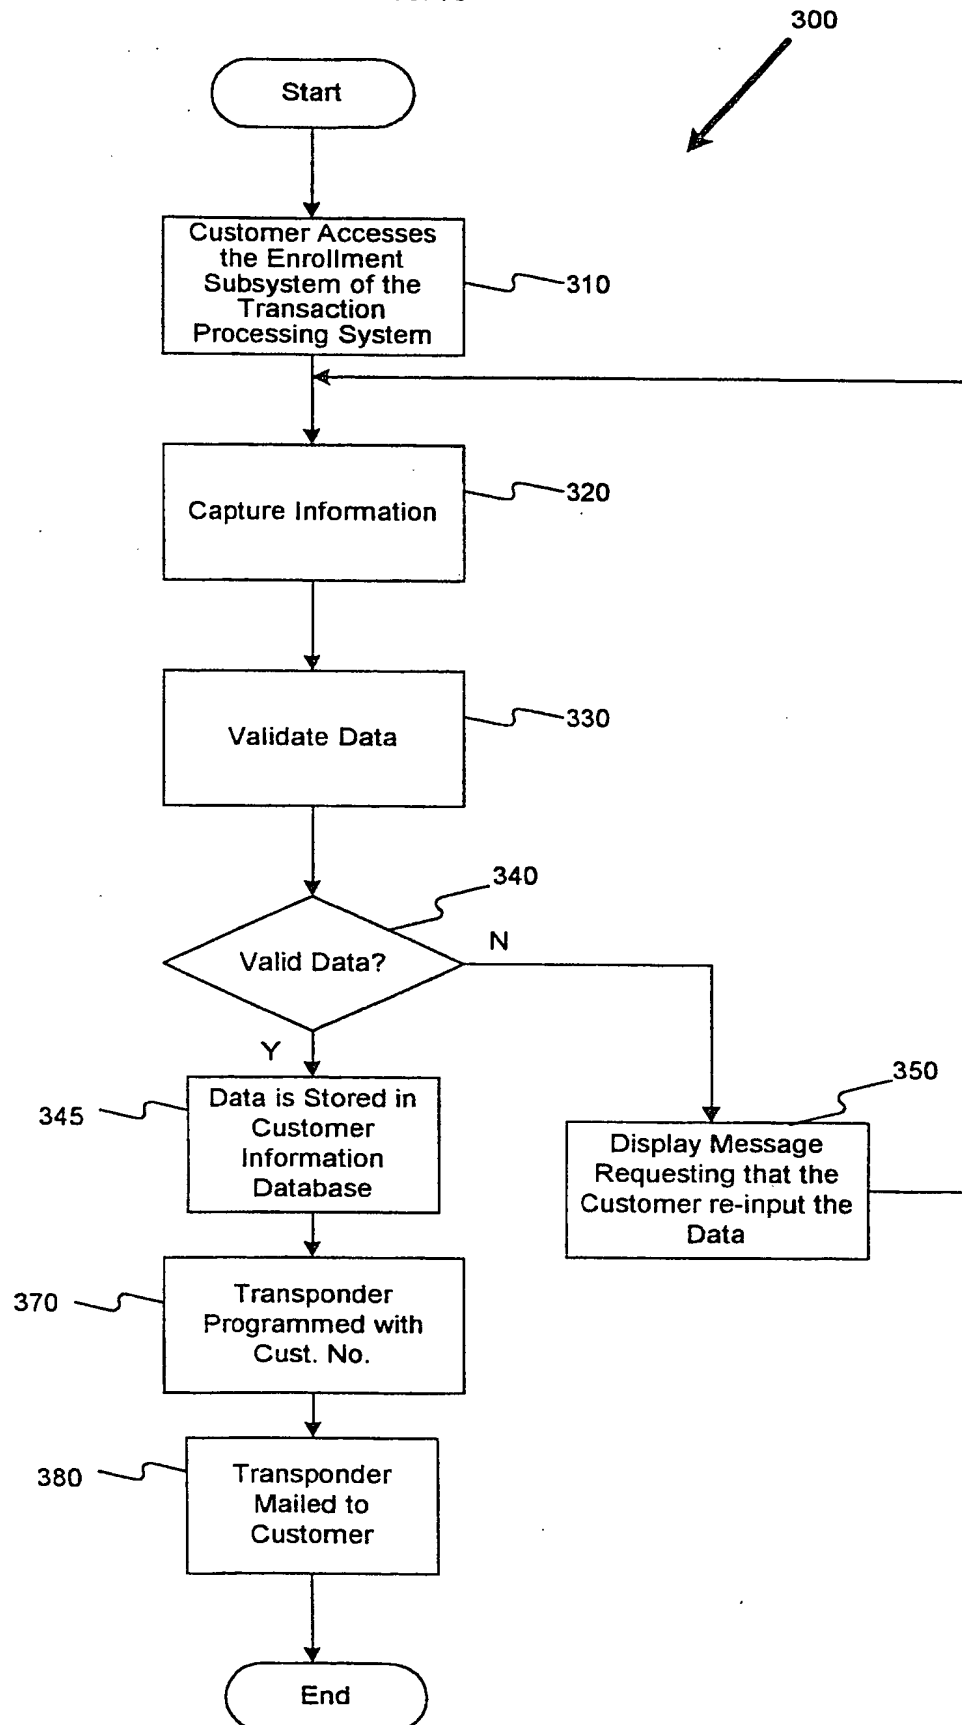 300
Start
Customer Accesses
the Enrollment
Subsystem of the
Transaction
Processing System
310
Capture Information
320
Validate Data
330
340
Valid Data?
N
Y
345
Data is Stored in
Customer
Information
Database
350
Display Message
Requesting that the
Customer re-input the
Data
370
Transponder
Programmed with
Cust. No.
380
Transponder
Mailed to
Customer
End